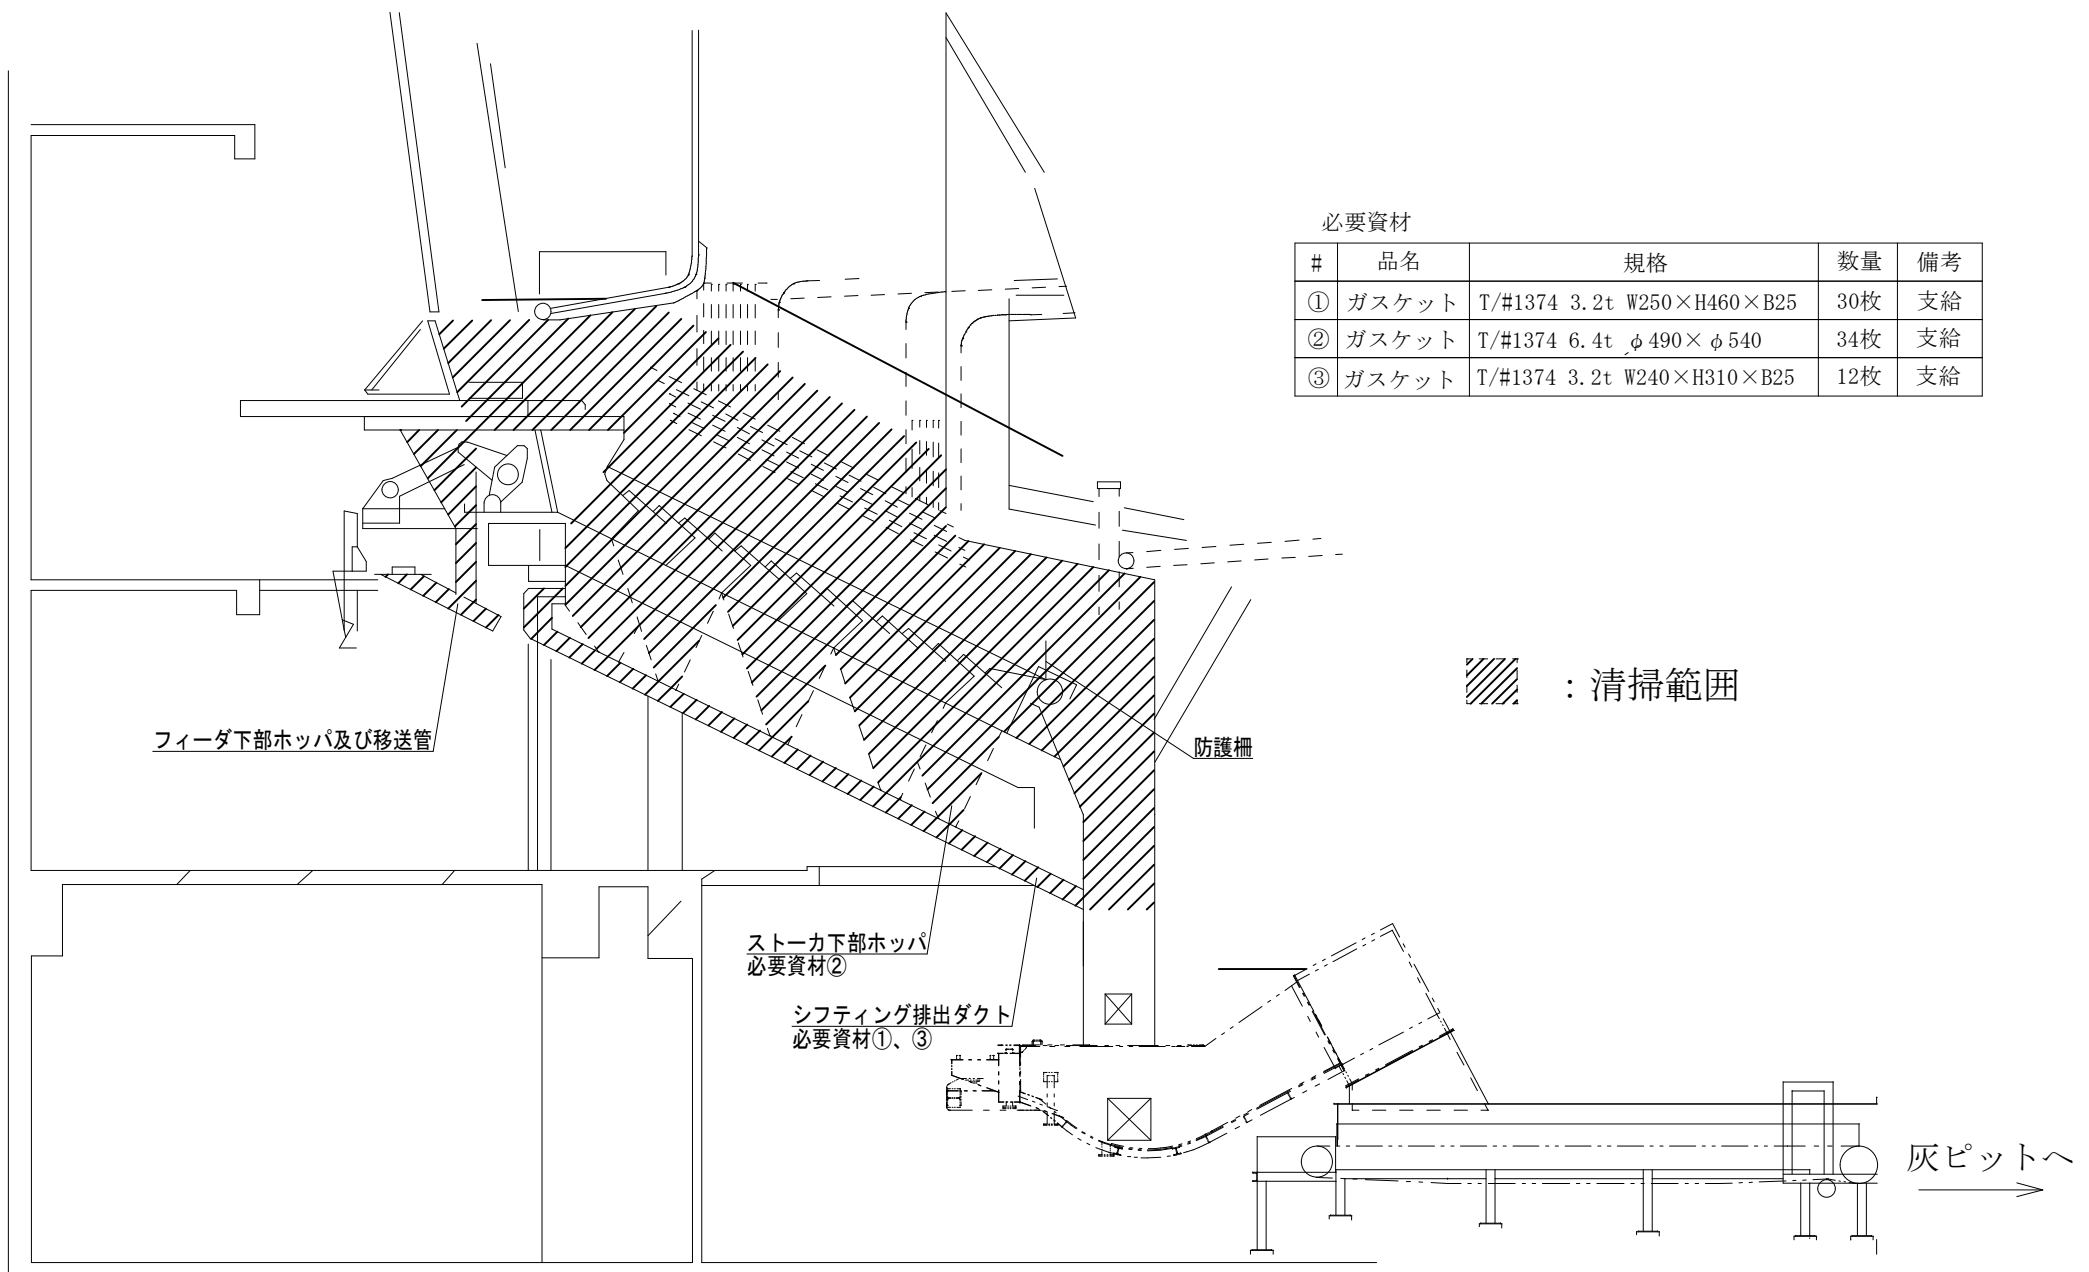 必要資材
# 品名 規格 数量 備考
① ガスケット T/#1374 3.2t W250×H460×B25 30枚 支給
② ガスケット T/#1374 6.4t φ490×φ540 34枚 支給
③ ガスケット T/#1374 3.2t W240×H310×B25 12枚 支給
:清掃範囲
フィーダ下部ホッパ及び移送管
防護柵
ストーカ下部ホッパ
必要資材②
シフティング排出ダクト
必要資材①、③
灰ピットへ